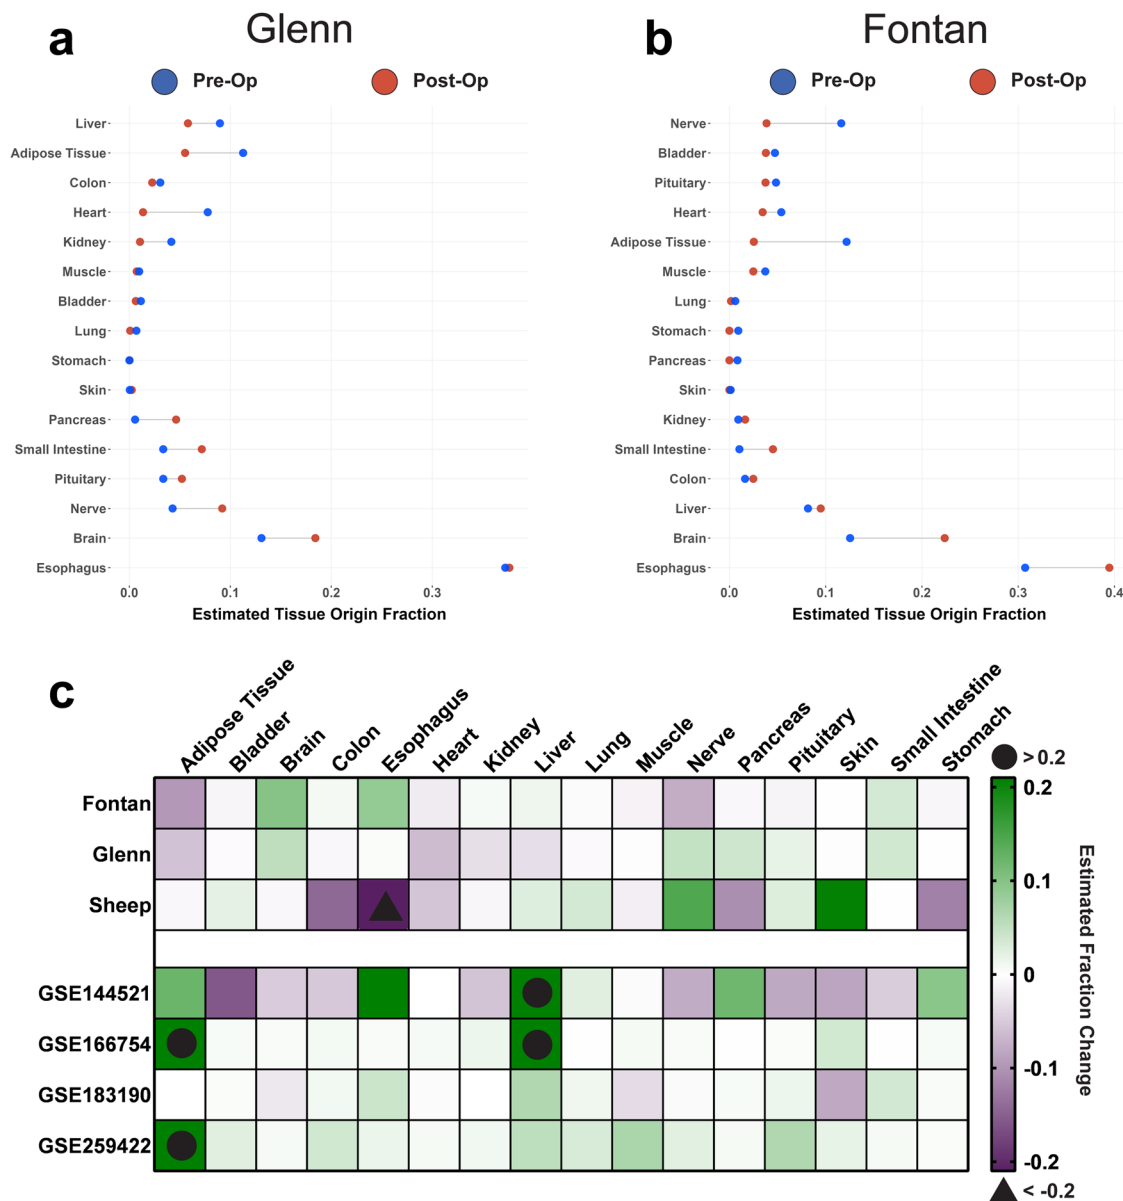 a
Glenn
Pre-Op
Post-Op
Liver
Adipose Tissue
Colon
Heart
Kidney
Muscle
Bladder
Lung
Stomach
Skin
Pancreas
Small Intestine
Pituitary
Nerve
Brain
Esophagus
0.0 0.1 0.2 0.3
Estimated Tissue Origin Fraction
b
Fontan
Pre-Op
Post-Op
Nerve
Bladder
Pituitary
Heart
Adipose Tissue
Muscle
Lung
Stomach
Pancreas
Skin
Kidney
Small Intestine
Colon
Liver
Brain
Esophagus
0.0 0.1 0.2 0.3 0.4
Estimated Tissue Origin Fraction
c
Adipose Tissue
Bladder
Brain
Colon
Esophagus
Heart
Kidney
Liver
Lung
Muscle
Nerve
Pancreas
Pituitary
Skin
Small Intestine
Stomach
Fontan
Glenn
Sheep
GSE144521
GSE166754
GSE183190
GSE259422
> 0.2
0.2
0.1
0
-0.1
-0.2
< -0.2
Estimated Fraction Change